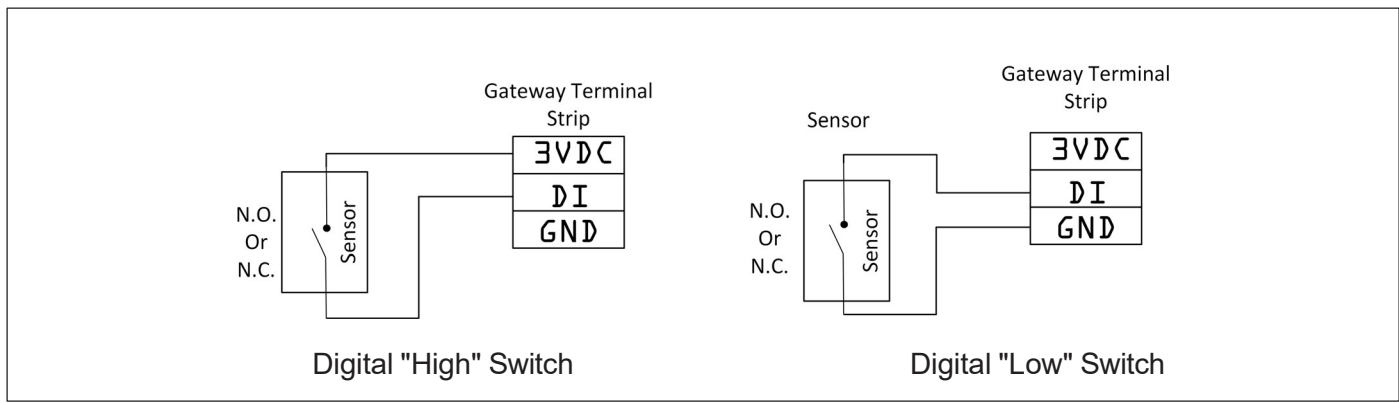 Gateway Terminal
Strip
3VDC
DI
GND
N.O.
Or
N.C.
Sensor
Digital "High" Switch
Gateway Terminal
Strip
Sensor
3VDC
DI
GND
N.O.
Or
N.C.
Sensor
Digital "Low" Switch